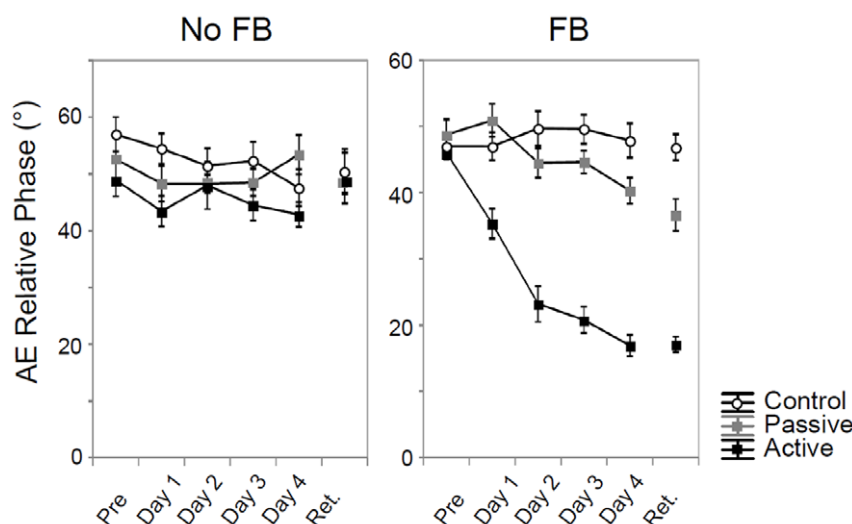 No FB
FB
AE Relative Phase (°)
60
40
20
0
Pre
Day 1
Day 2
Day 3
Day 4
Ret.
60
40
20
0
Pre
Day 1
Day 2
Day 3
Day 4
Ret.
Control
Passive
Active